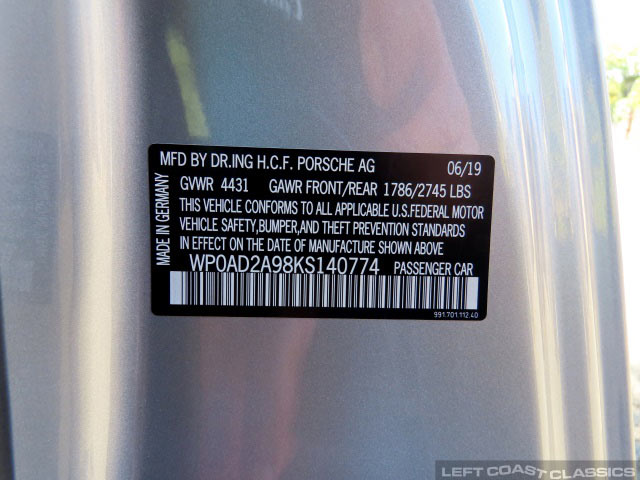 MFD BY DR.ING H.C.F. PORSCHE AG 06/19
GVWR 4431 GAWR FRONT/REAR 1786/2745 LBS
THIS VEHICLE CONFORMS TO ALL APPLICABLE U.S.FEDERAL MOTOR
VEHICLE SAFETY,BUMPER,AND THEFT PREVENTION STANDARDS
IN EFFECT ON THE DATE OF MANUFACTURE SHOWN ABOVE.
WP0AD2A98KS140774 PASSENGER CAR
MADE IN GERMANY
991.701.112.40
LEFT COAST CLASSICS